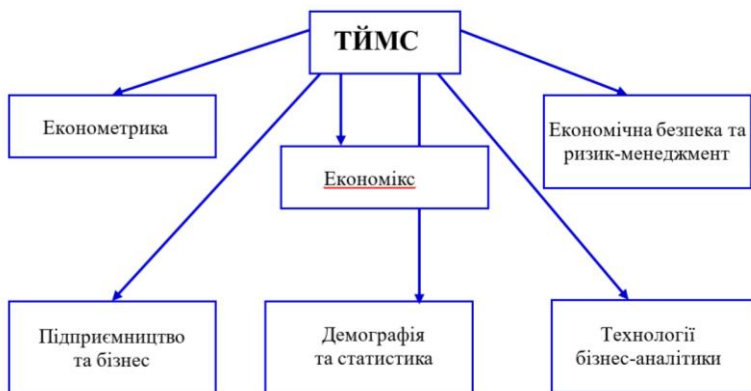 ТЙМС
Економетрика
Економічна безпека та
ризик-менеджмент
Економікс
Підприємництво
та бізнес
Демографія
та статистика
Технології
бізнес-аналітики